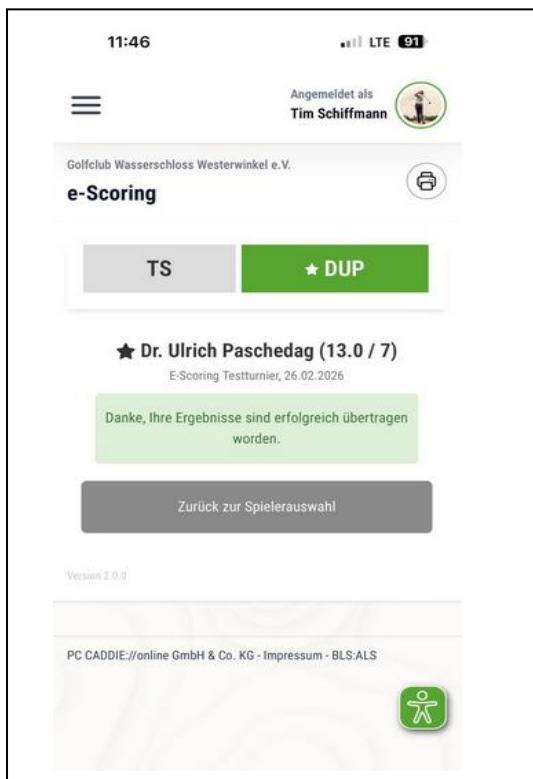 11:46
LTE 91
Angemeldet als
Tim Schiffmann
Golfclub Wasserschloss Westerwinkel e.V.
e-Scoring
TS
★ DUP
★ Dr. Ulrich Paschedag (13.0 / 7)
E-Scoring Testturnier, 26.02.2026
Danke, Ihre Ergebnisse sind erfolgreich übertragen
worden.
Zurück zur Spielerauswahl
Version 2.0.0
PC CADDIE://online GmbH & Co. KG - Impressum - BLS:ALS